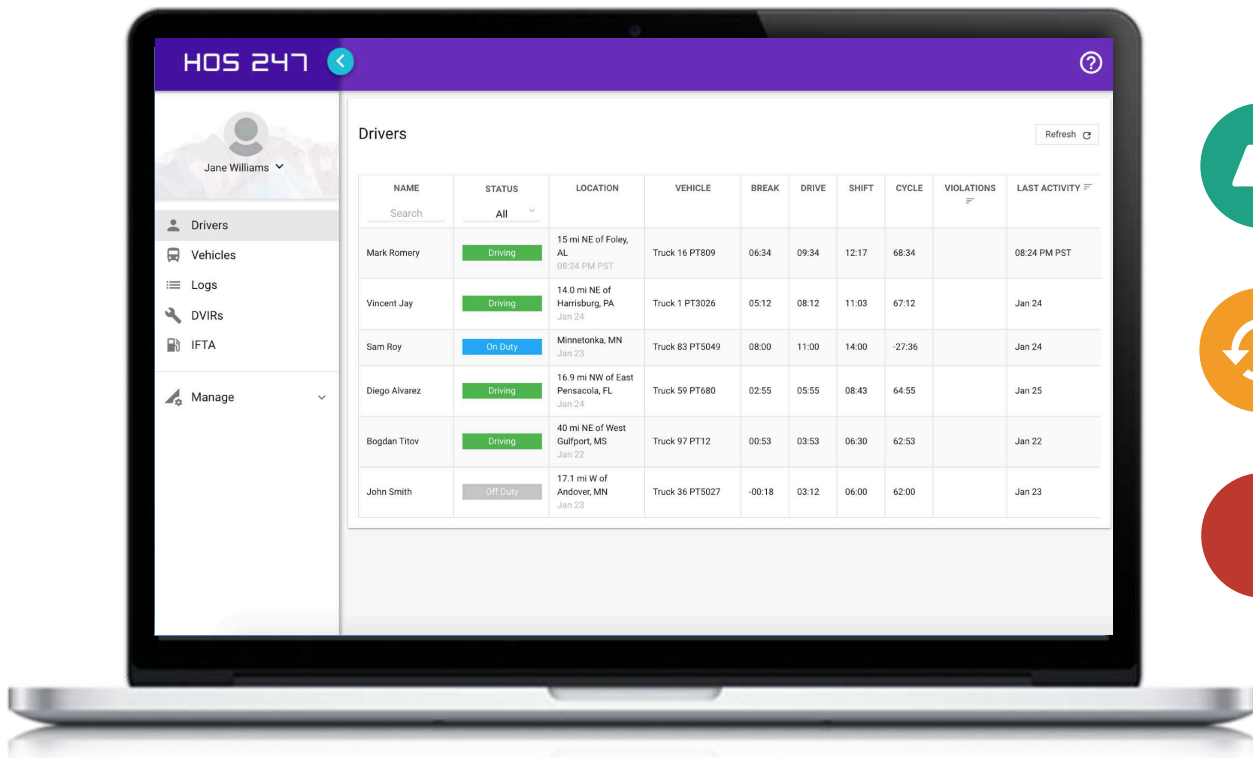 HOS 247
Jane Williams
Drivers
Vehicles
Logs
DVIRs
IFTA
Manage
Drivers
Refresh
NAME STATUS LOCATION VEHICLE BREAK DRIVE SHIFT CYCLE VIOLATIONS LAST ACTIVITY
Search All
Mark Romery Driving 15 mi NE of Foley, AL 08:24 PM PST Truck 16 PT809 06:34 09:34 12:17 68:34 08:24 PM PST
Vincent Jay Driving 14.0 mi NE of Harrisburg, PA Jan 24 Truck 1 PT3026 05:12 08:12 11:03 67:12 Jan 24
Sam Roy On Duty Minnetonka, MN Jan 23 Truck 83 PT5049 08:00 11:00 14:00 -27:36 Jan 24
Diego Alvarez Driving 16.9 mi NW of East Pensacola, FL Jan 24 Truck 59 PT680 02:55 05:55 08:43 64:55 Jan 25
Bogdan Titov Driving 40 mi NE of West Gulfport, MS Jan 22 Truck 97 PT12 00:53 03:53 06:30 62:53 Jan 22
John Smith Off Duty 17.1 mi W of Andover, MN Jan 23 Truck 36 PT5027 -00:18 03:12 06:00 62:00 Jan 23